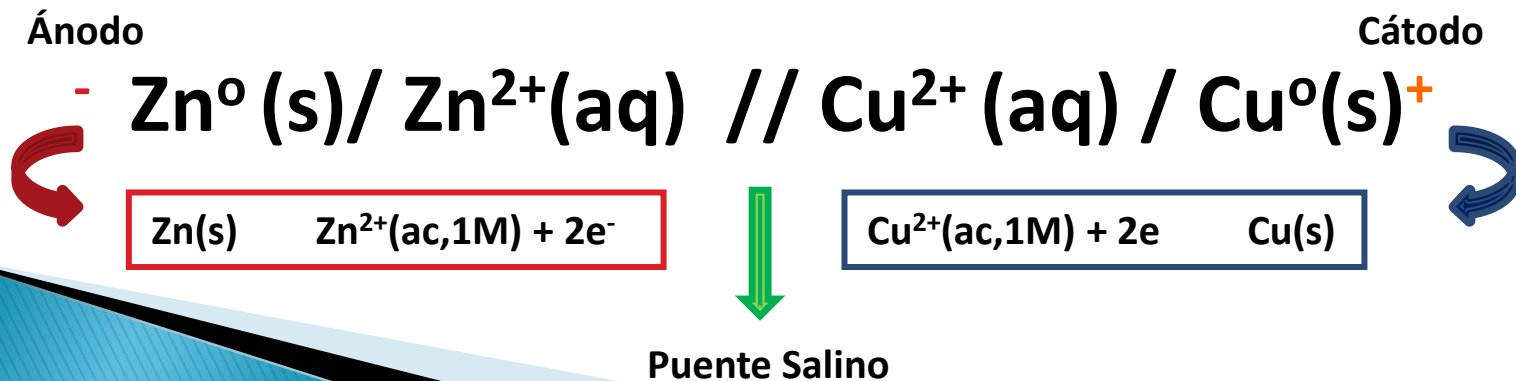 Ánodo Cátodo
- Znº (s)/ Zn²⁺(aq) // Cu²⁺ (aq) / Cuº(s)⁺
Zn(s) Zn²⁺(ac,1M) + 2e⁻ Cu²⁺(ac,1M) + 2e Cu(s)
Puente Salino